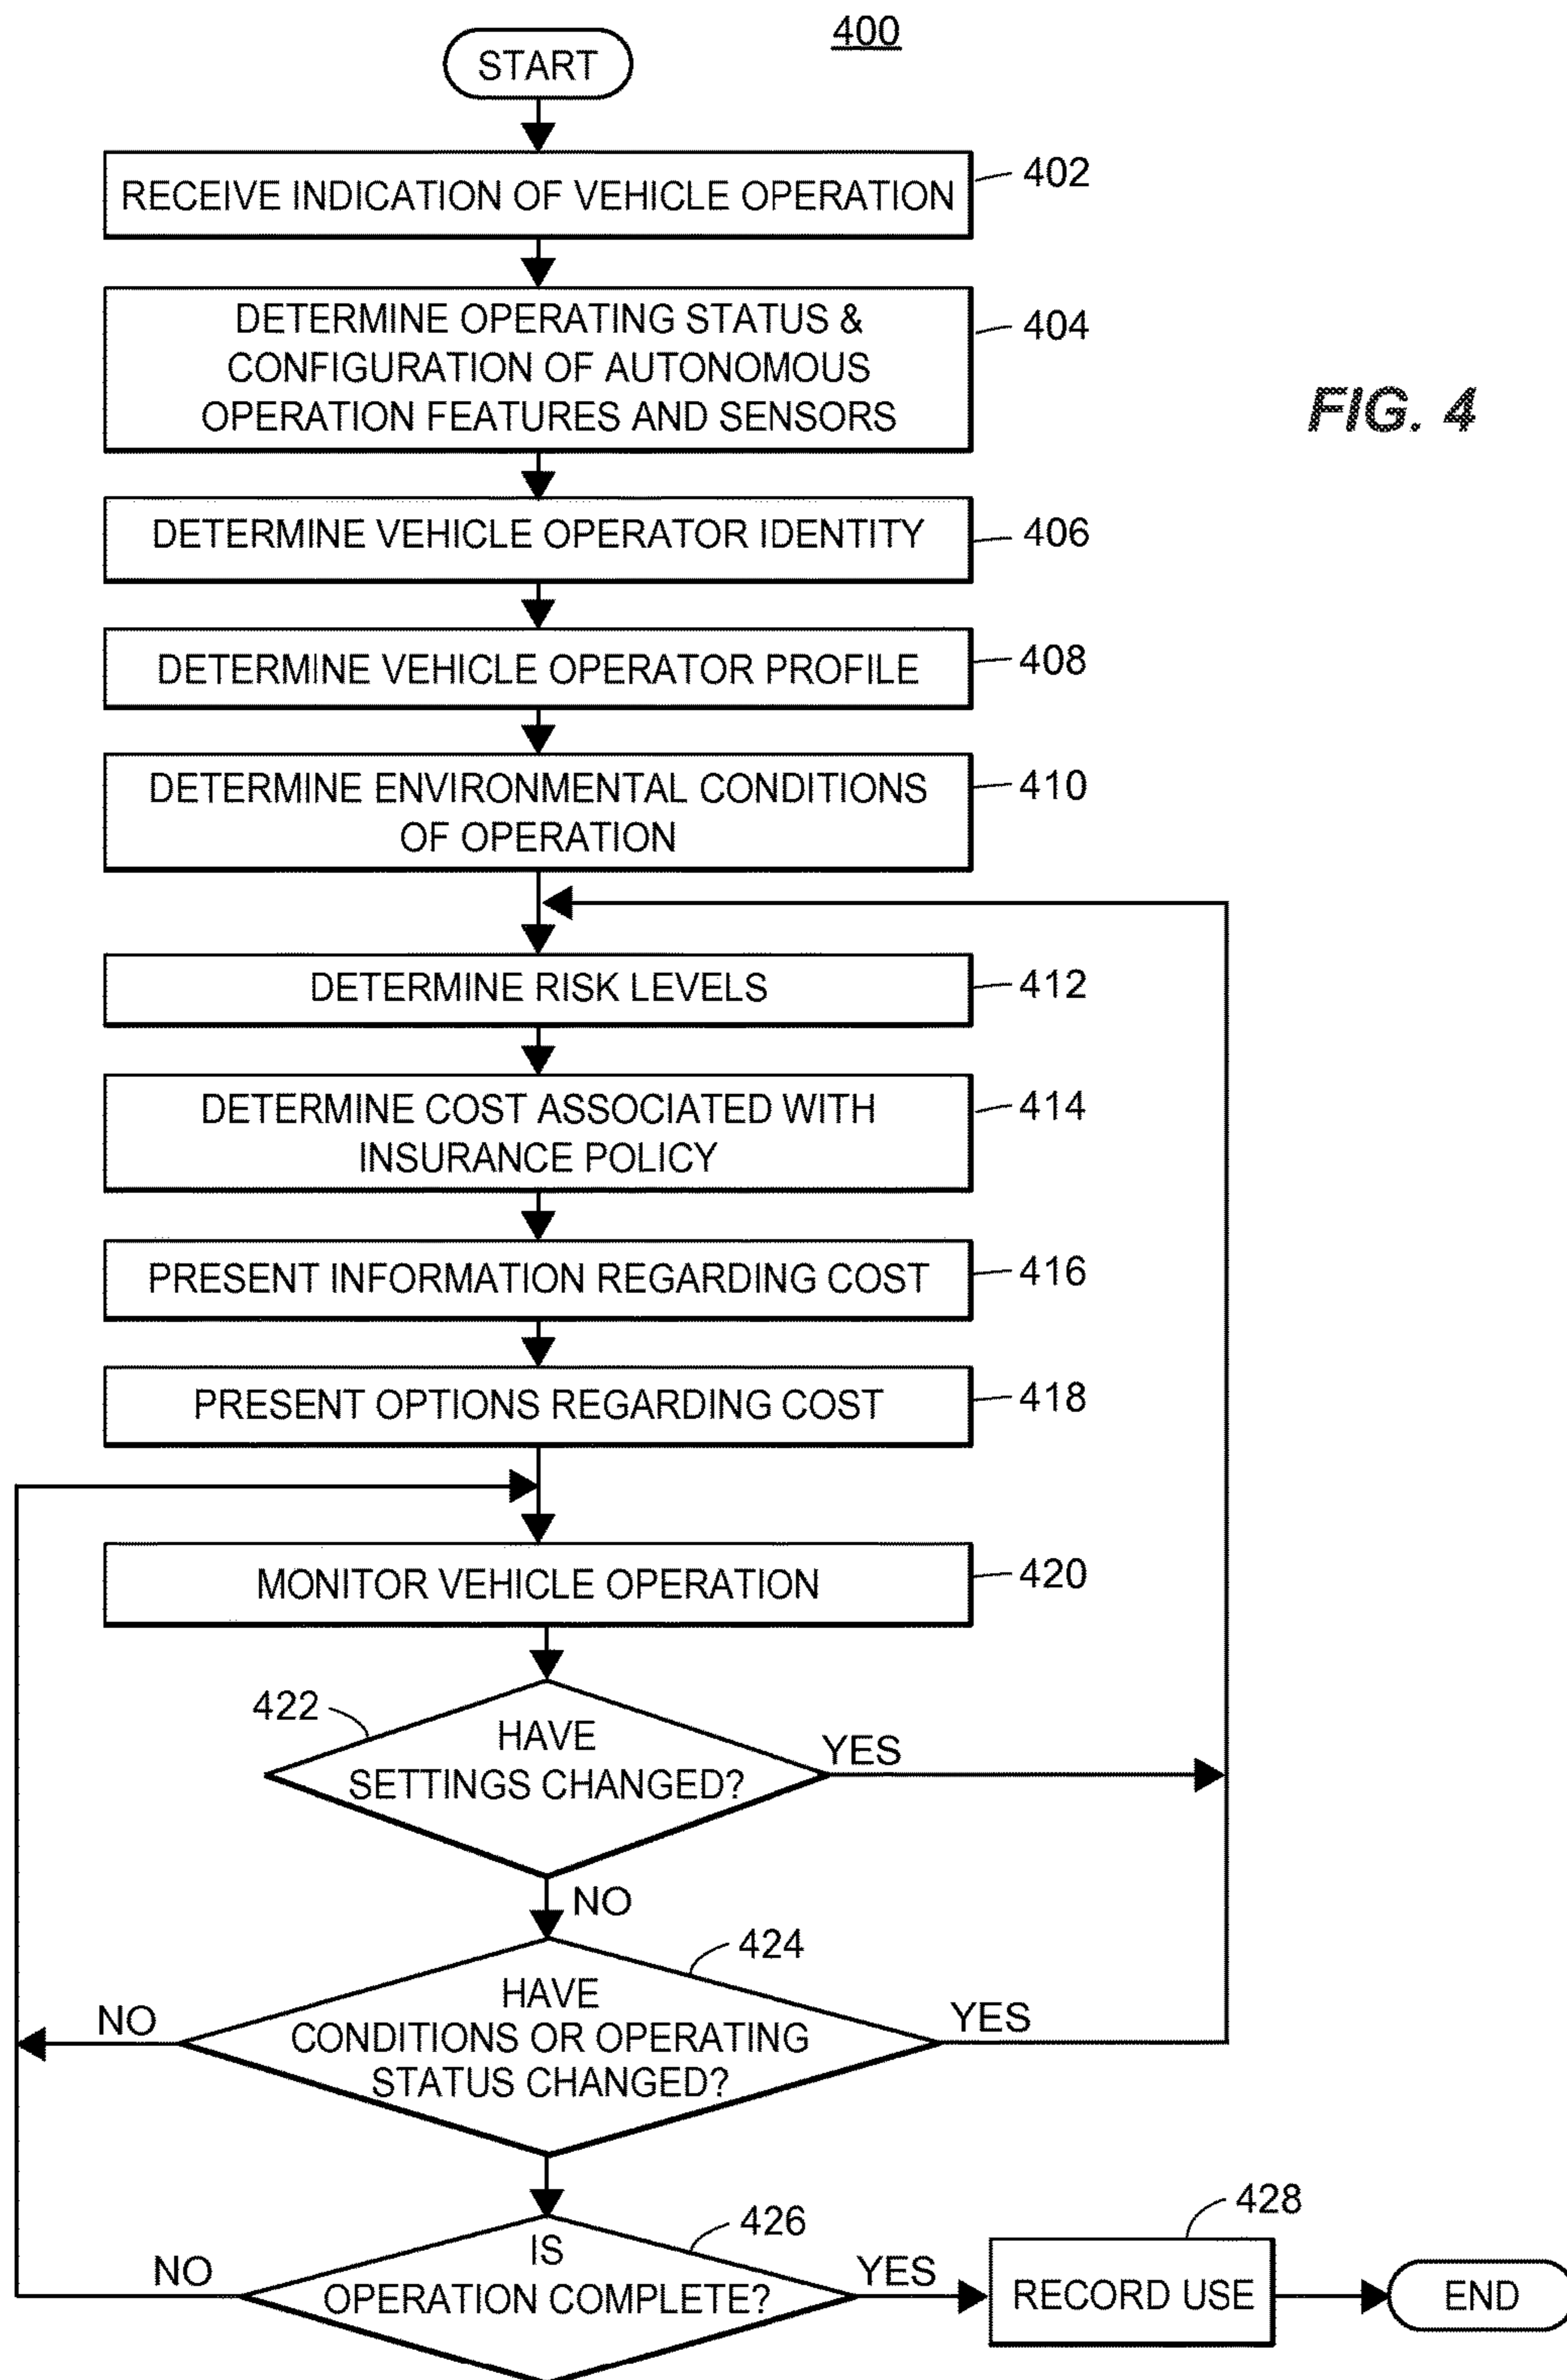 400
START
RECEIVE INDICATION OF VEHICLE OPERATION
402
DETERMINE OPERATING STATUS &
CONFIGURATION OF AUTONOMOUS
OPERATION FEATURES AND SENSORS
404
FIG. 4
DETERMINE VEHICLE OPERATOR IDENTITY
406
DETERMINE VEHICLE OPERATOR PROFILE
408
DETERMINE ENVIRONMENTAL CONDITIONS
OF OPERATION
410
DETERMINE RISK LEVELS
412
DETERMINE COST ASSOCIATED WITH
INSURANCE POLICY
414
PRESENT INFORMATION REGARDING COST
416
PRESENT OPTIONS REGARDING COST
418
MONITOR VEHICLE OPERATION
420
422
HAVE
SETTINGS CHANGED?
YES
NO
424
HAVE
CONDITIONS OR OPERATING
STATUS CHANGED?
NO
YES
426
IS
OPERATION COMPLETE?
NO
YES
428
RECORD USE
END